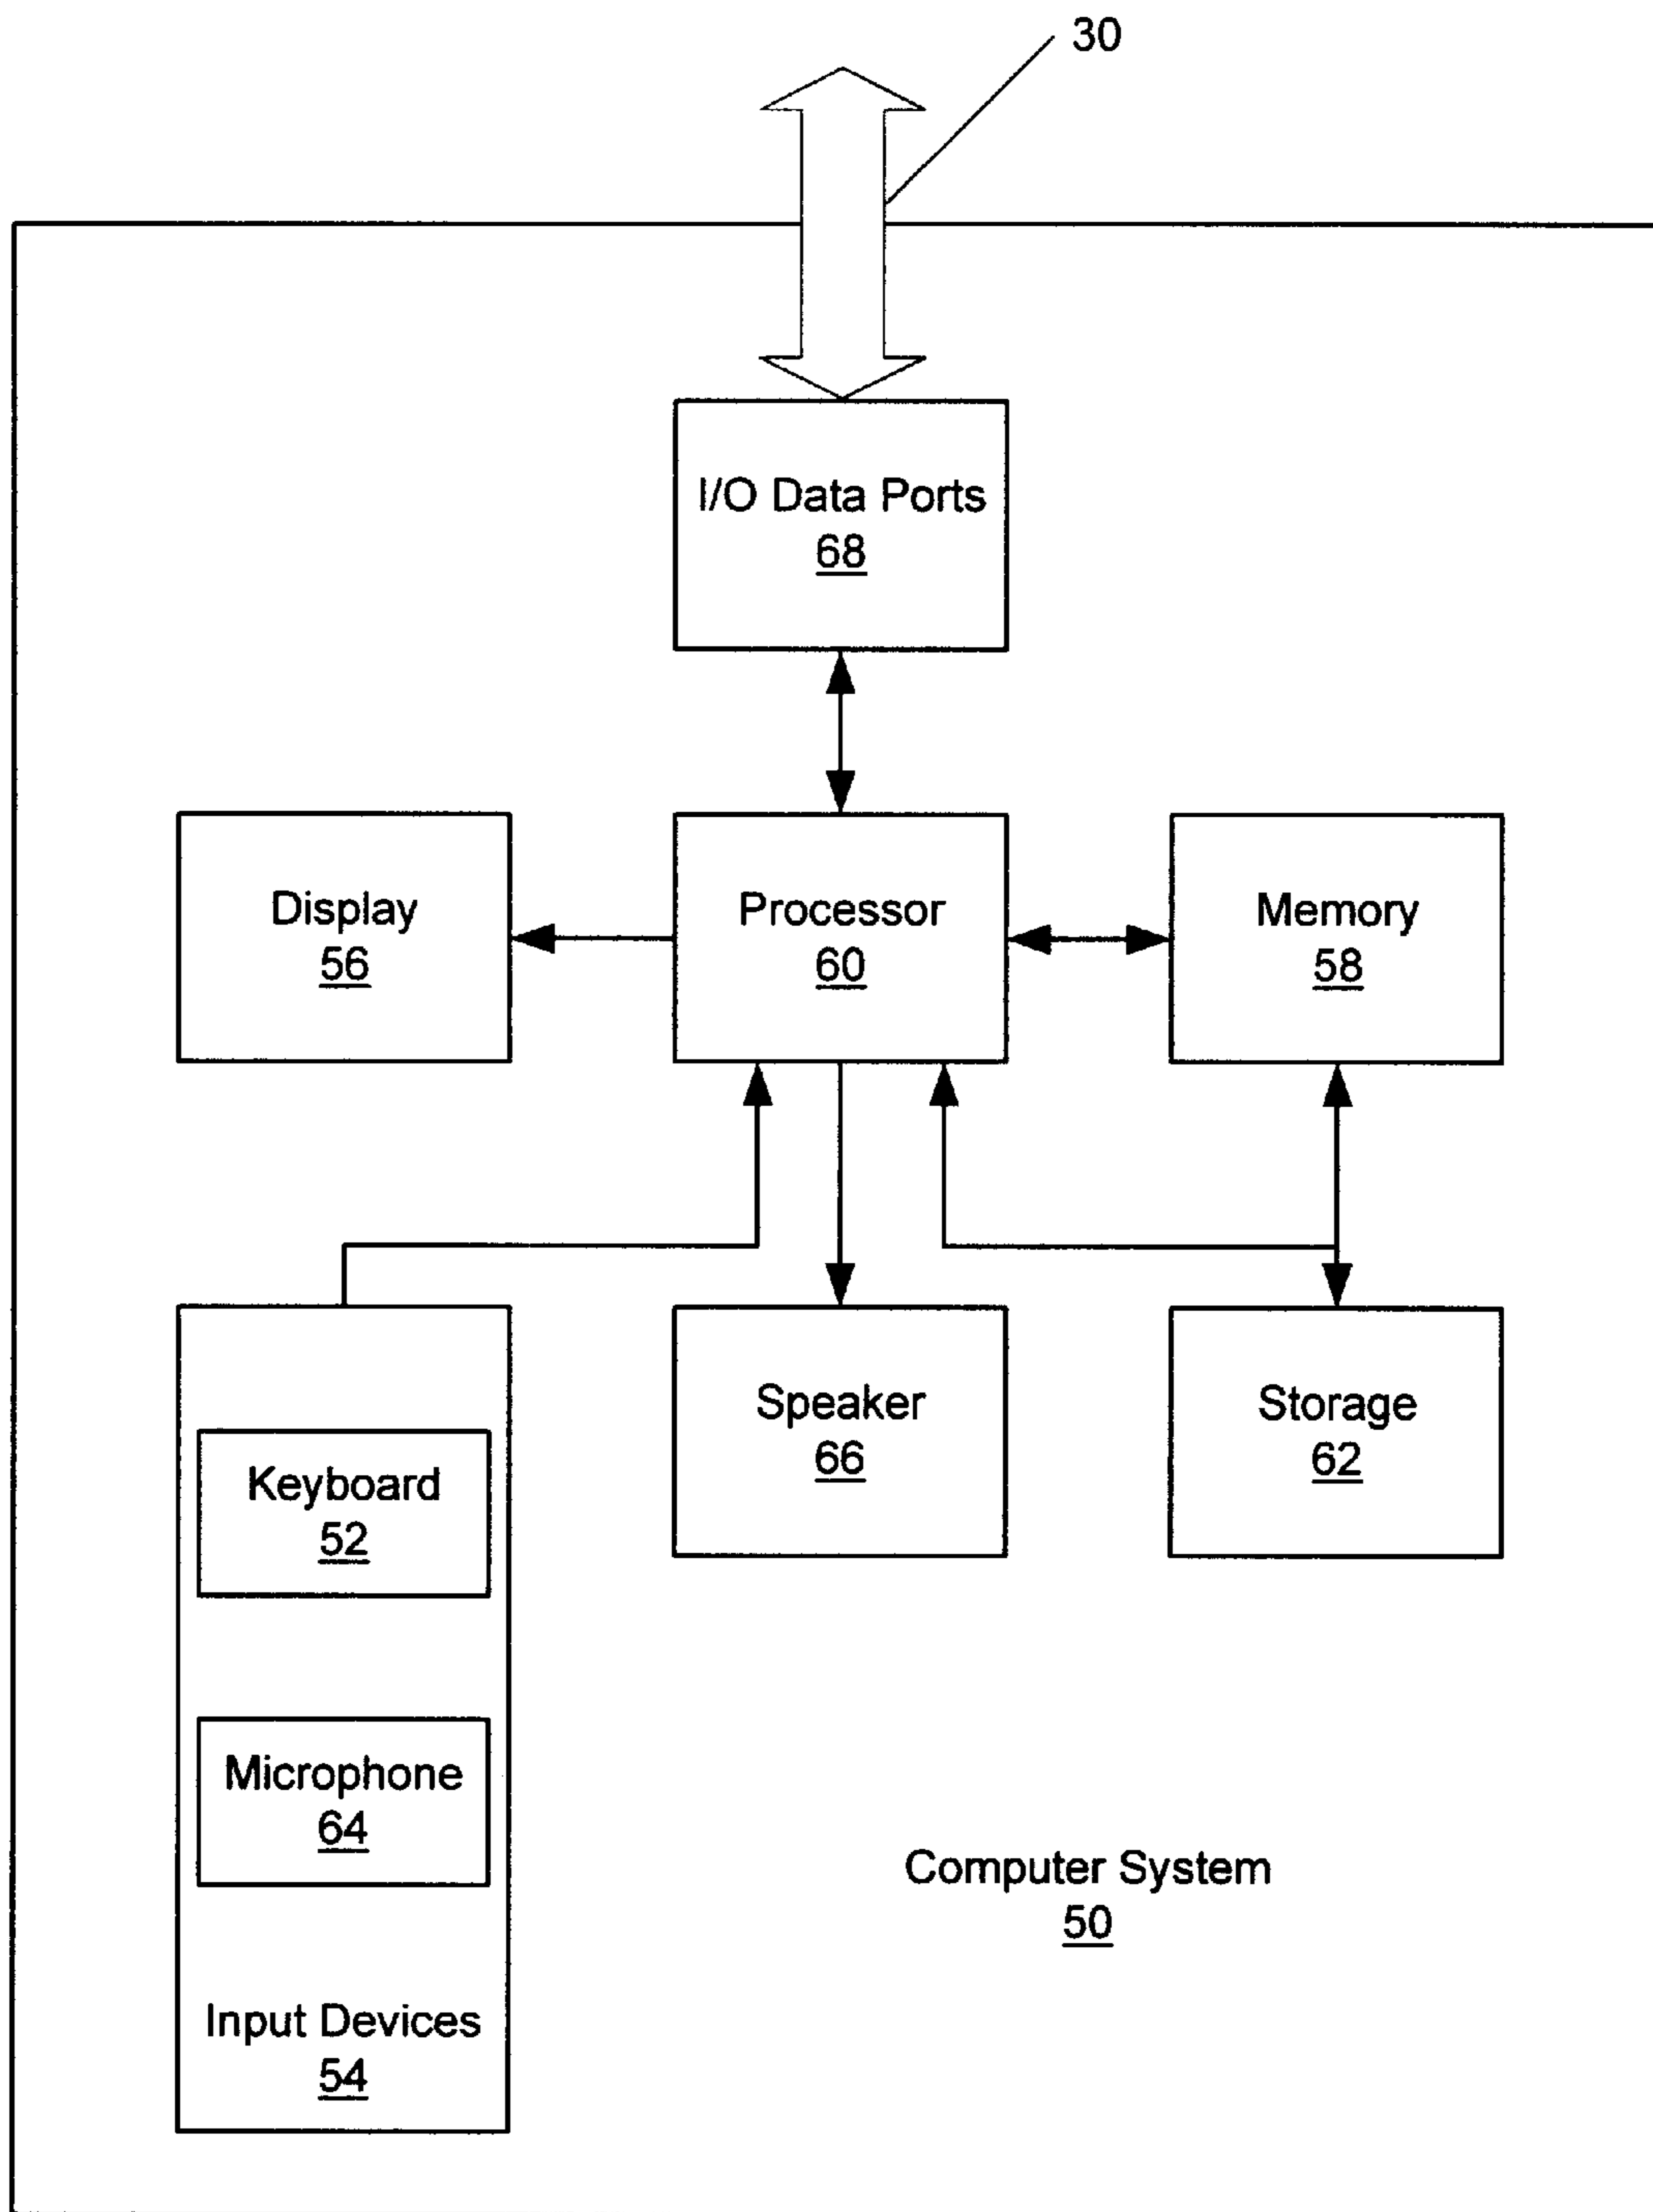 30
I/O Data Ports
68
Display
56
Processor
60
Memory
58
Speaker
66
Storage
62
Keyboard
52
Microphone
64
Input Devices
54
Computer System
50